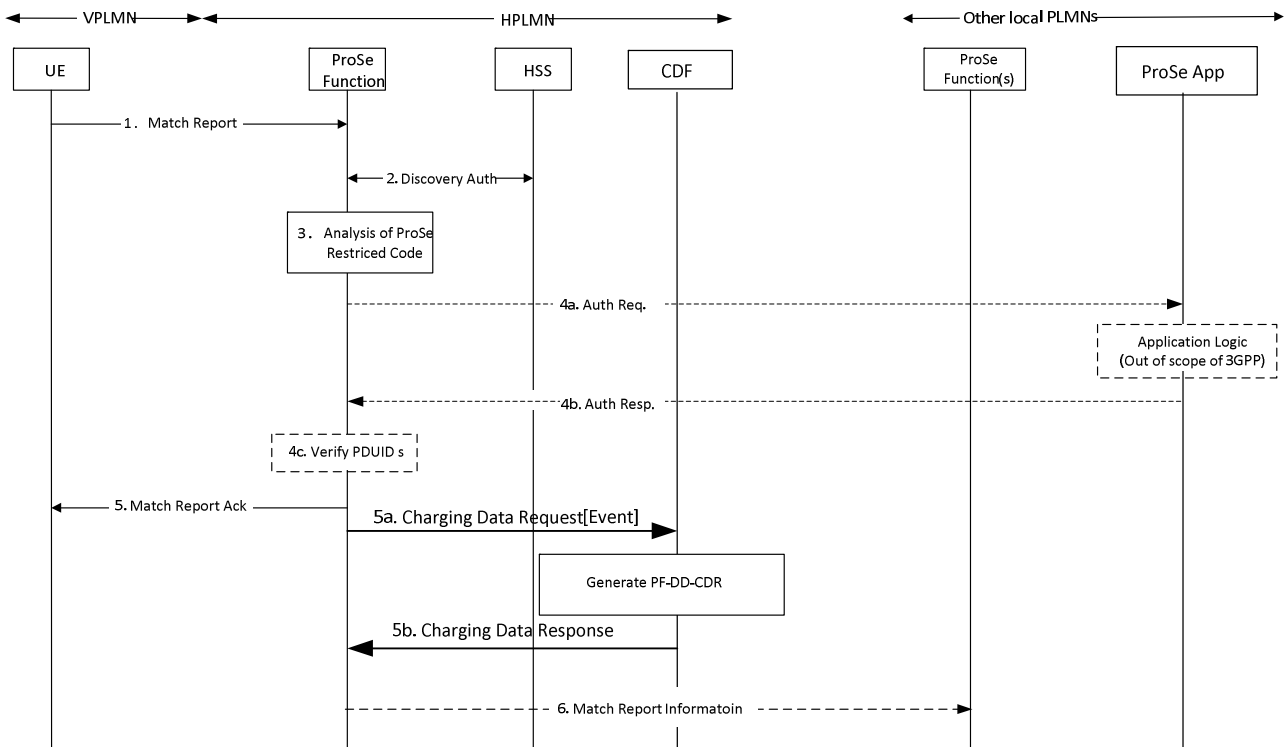 VPLMN
HPLMN
Other local PLMNs
UE
ProSe
Function
HSS
CDF
ProSe
Function(s)
ProSe App
1. Match Report
2. Discovery Auth
3. Analysis of ProSe
Restriced Code
4a. Auth Req.
Application Logic
(Out of scope of 3GPP)
4b. Auth Resp.
4c. Verify PDUID s
5. Match Report Ack
5a. Charging Data Request[Event]
Generate PF-DD-CDR
5b. Charging Data Response
6. Match Report Informatoin